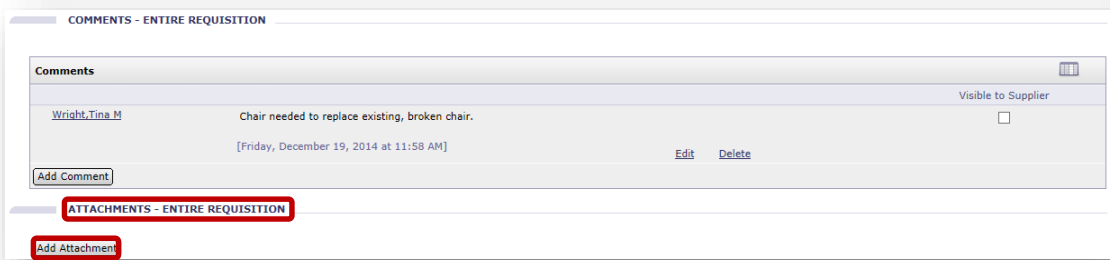 COMMENTS - ENTIRE REQUISITION
Comments
Visible to Supplier
Wright,Tina M Chair needed to replace existing, broken chair.
[Friday, December 19, 2014 at 11:58 AM] Edit Delete
Add Comment
ATTACHMENTS - ENTIRE REQUISITION
Add Attachment